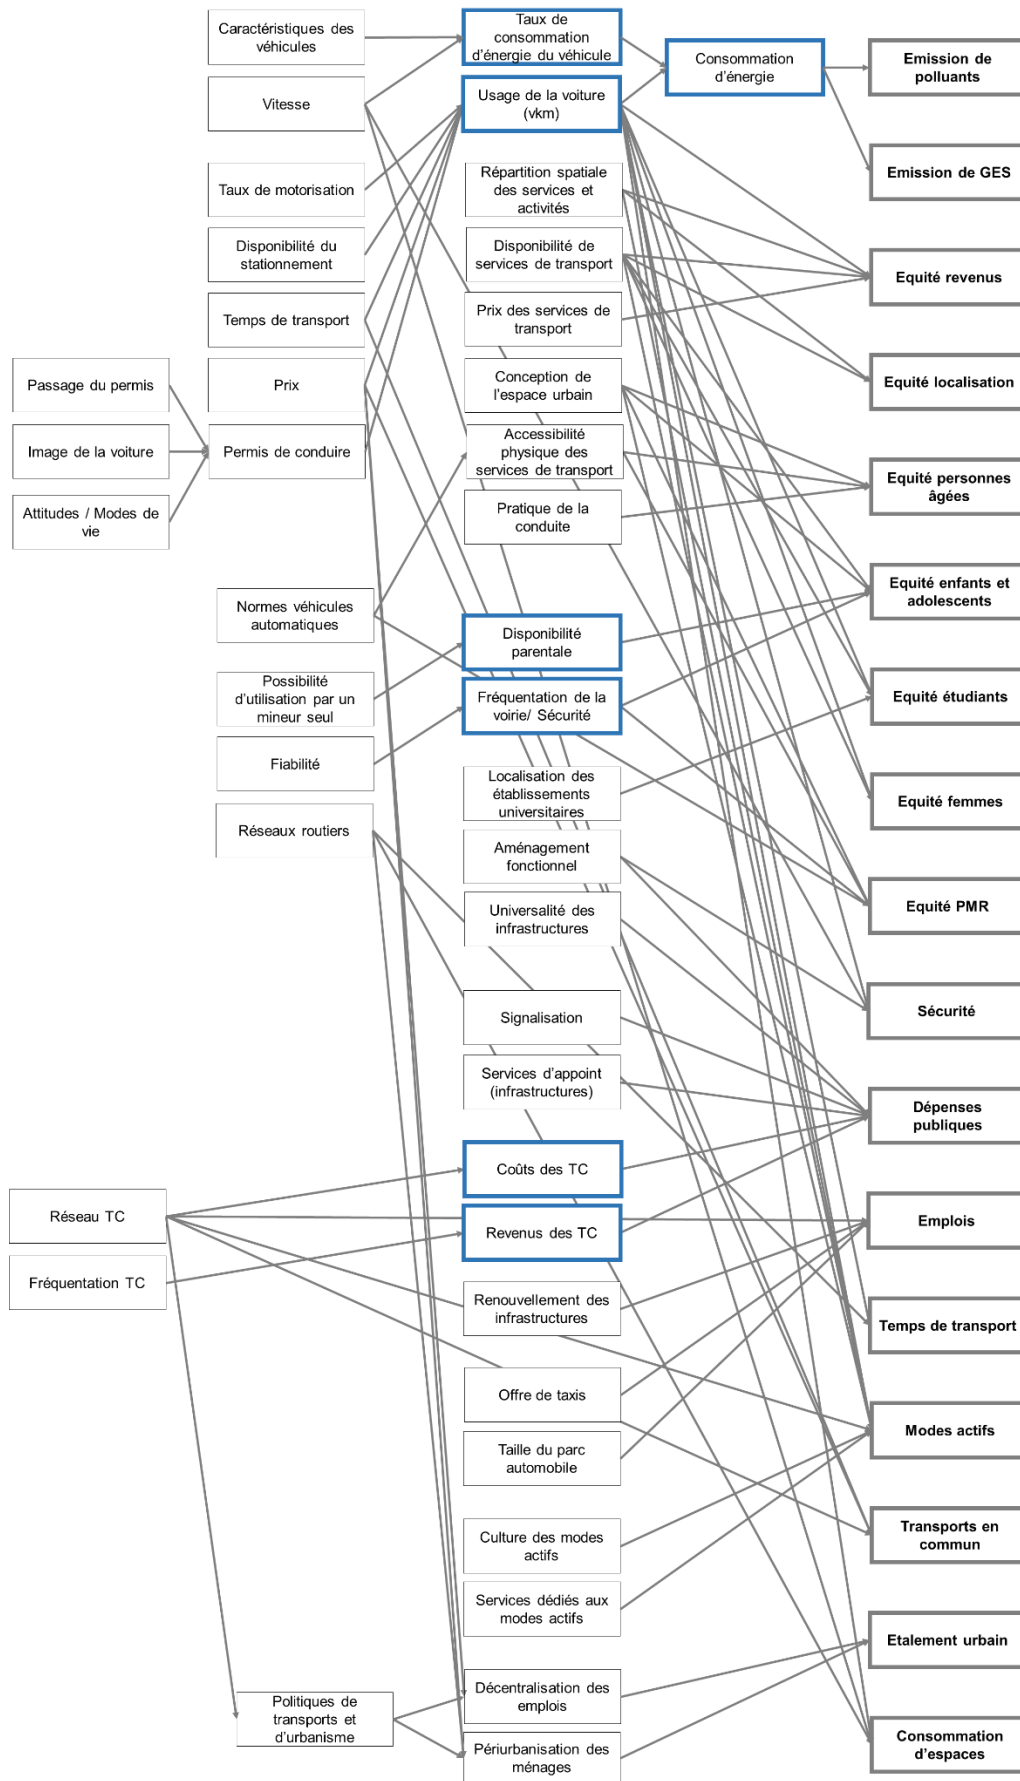 Caractéristiques des
véhicules
Vitesse
Taux de motorisation
Disponibilité du
stationnement
Temps de transport
Prix
Permis de conduire
Passage du permis
Image de la voiture
Attitudes / Modes de
vie
Normes véhicules
automatiques
Possibilité
d'utilisation par un
mineur seul
Fiabilité
Réseaux routiers
Réseau TC
Fréquentation TC
Politiques de
transports et
d'urbanisme
Taux de
consommation
d'énergie du véhicule
Usage de la voiture
(vkm)
Répartition spatiale
des services et
activités
Disponibilité de
services de transport
Prix des services de
transport
Conception de
l'espace urbain
Accessibilité
physique des
services de transport
Pratique de la
conduite
Disponibilité
parentale
Fréquentation de la
voirie/ Sécurité
Localisation des
établissements
universitaires
Aménagement
fonctionnel
Universalité des
infrastructures
Signalisation
Services d'appoint
(infrastructures)
Coûts des TC
Revenus des TC
Renouvellement des
infrastructures
Offre de taxis
Taille du parc
automobile
Culture des modes
actifs
Services dédiés aux
modes actifs
Décentralisation des
emplois
Périurbanisation des
ménages
Consommation
d'énergie
Emission de
polluants
Emission de GES
Equité revenus
Equité localisation
Equité personnes
âgées
Equité enfants et
adolescents
Equité étudiants
Equité femmes
Equité PMR
Sécurité
Dépenses
publiques
Emplois
Temps de transport
Modes actifs
Transports en
commun
Etalement urbain
Consommation
d'espaces